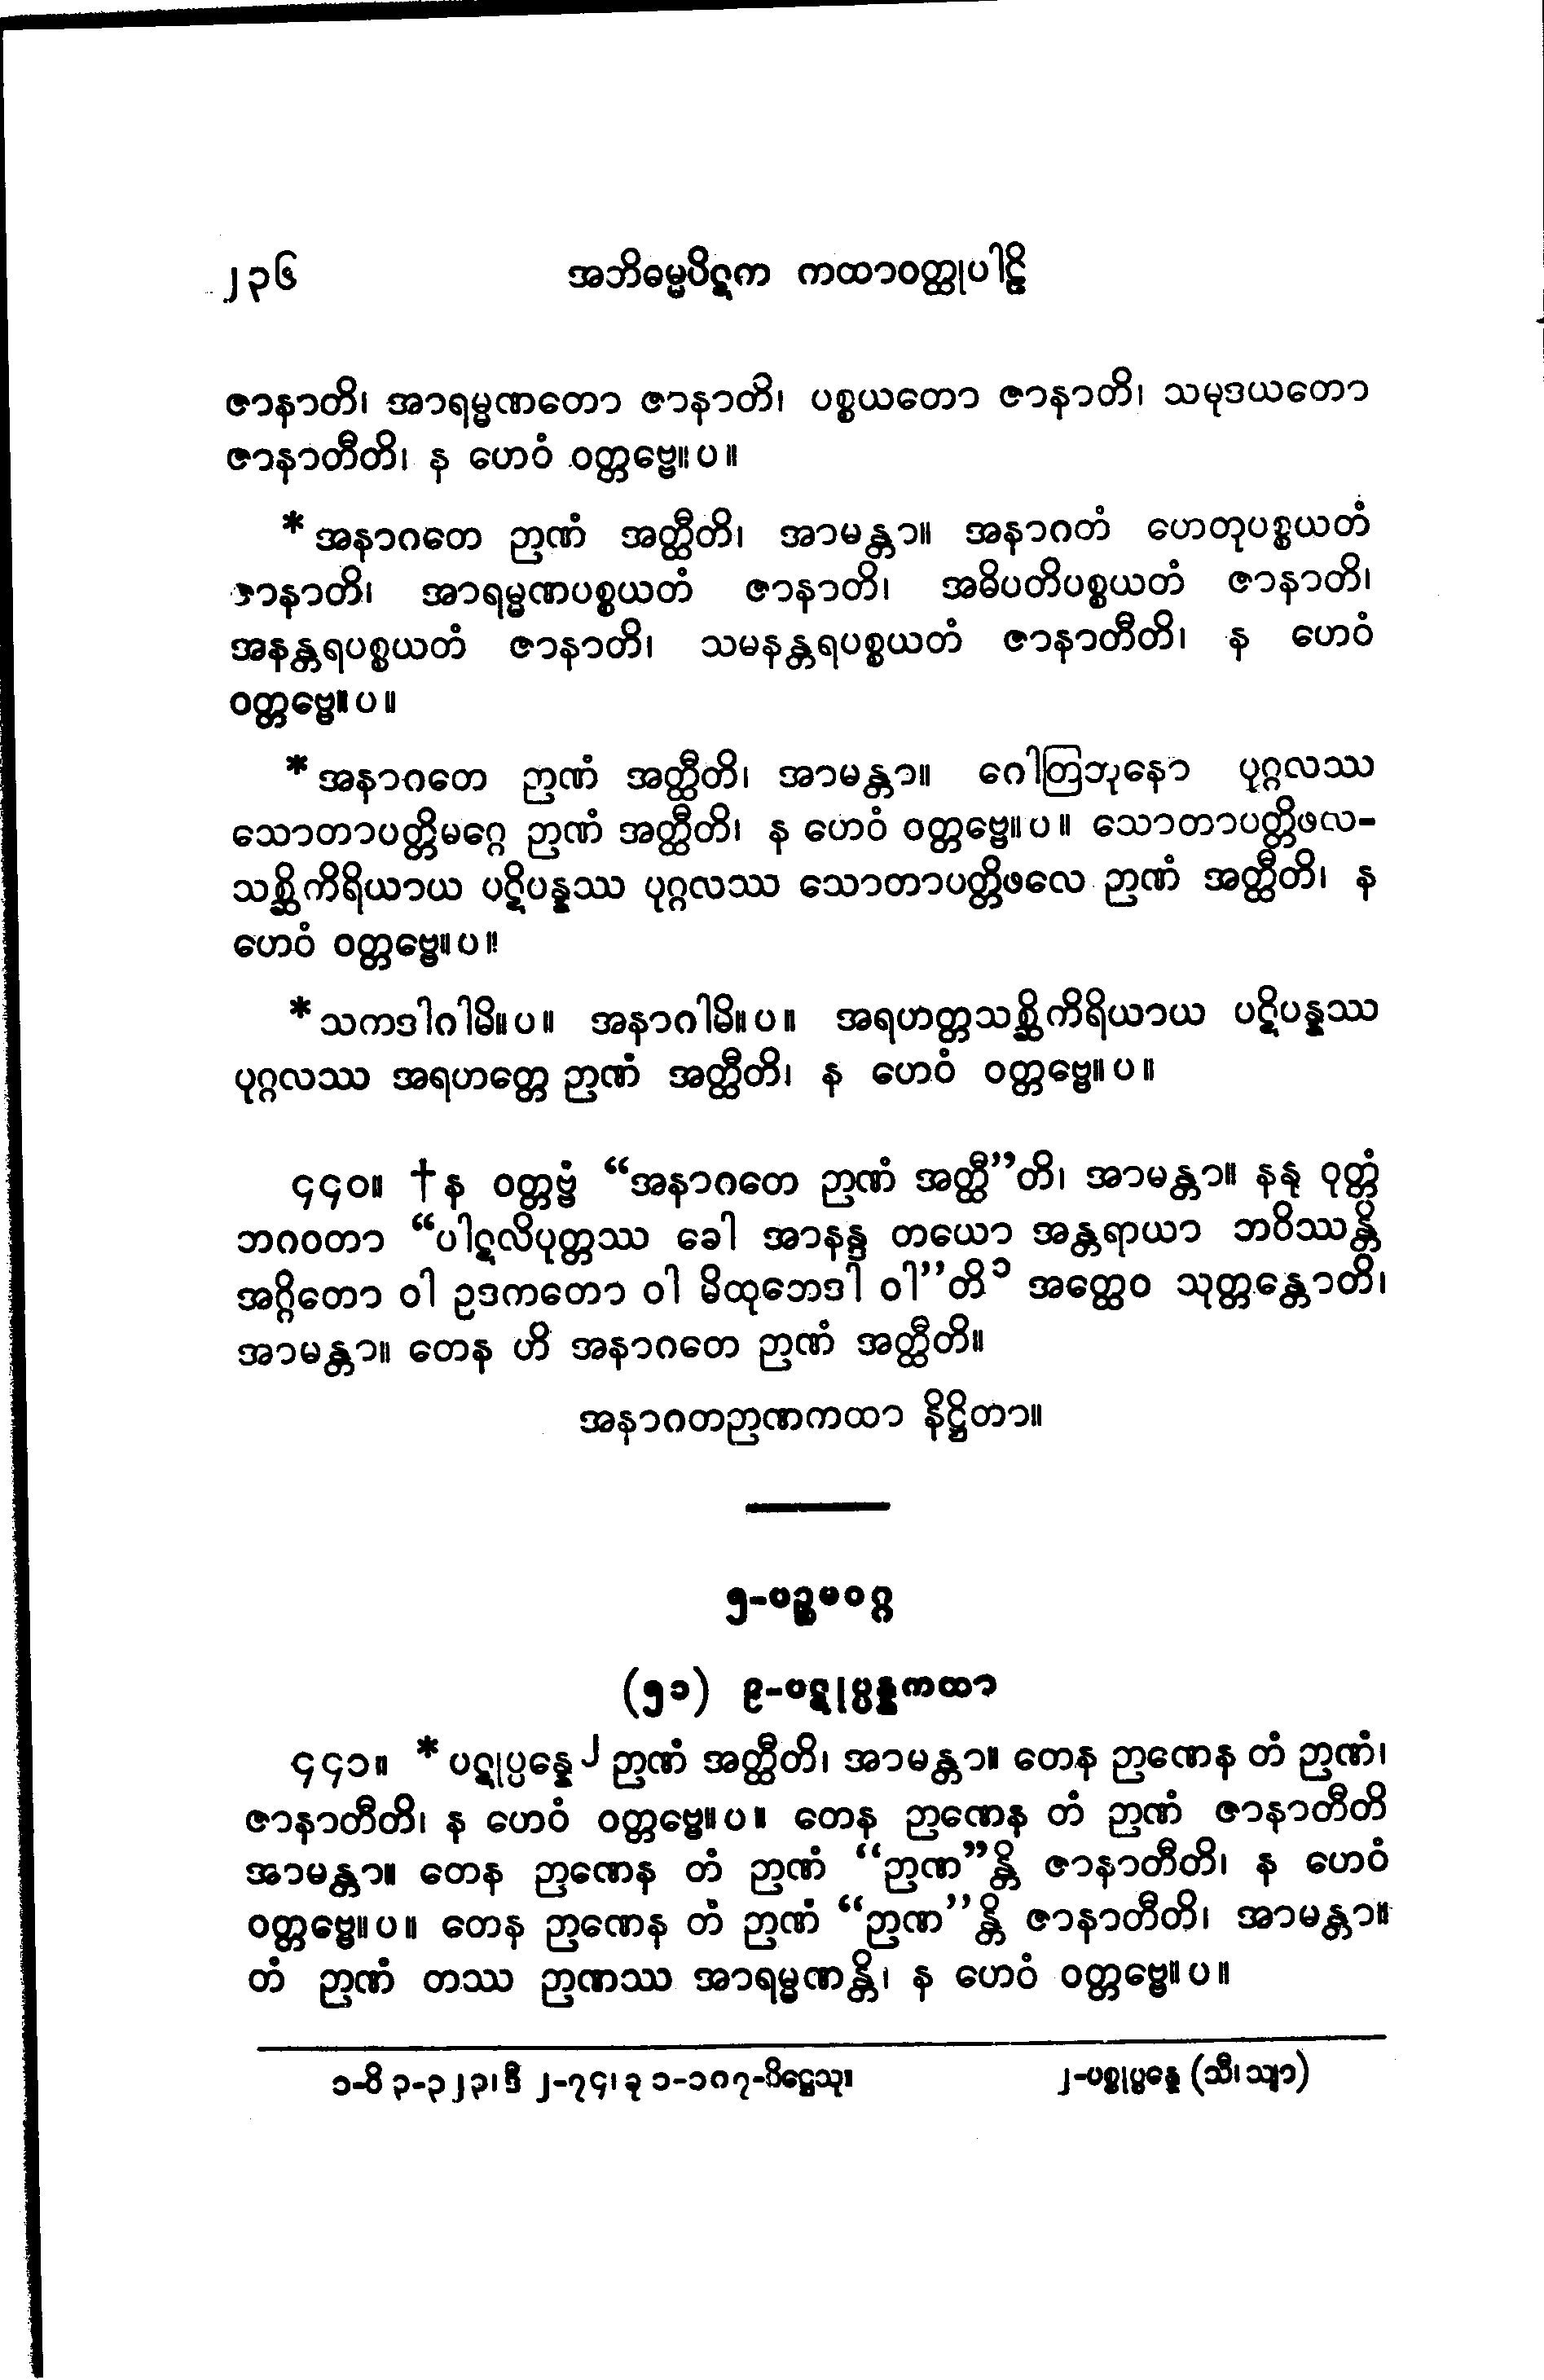 ၂၃၆ အဘိဓမ္မပိဋက ကထာဝတ္ထုပါဠိ
ဇာနာတိ၊ အာရမ္မဏတော ဇာနာတိ၊ ပစ္စယတော ဇာနာတိ၊ သမုဒယတော
ဇာနာတီတိ၊ န ဟေဝံ ဝတ္တဗ္ဗေ။ ပ ။
* အနာဂတေ ဉာဏံ အတ္ထီတိ၊ အာမန္တာ။ အနာဂတံ ဟေတုပစ္စယတံ
ဇာနာတိ၊ အာရမ္မဏပစ္စယတံ ဇာနာတိ၊ အဓိပတိပစ္စယတံ ဇာနာတိ၊
အနန္တရပစ္စယတံ ဇာနာတိ၊ သမနန္တရပစ္စယတံ ဇာနာတီတိ၊ န ဟေဝံ
ဝတ္တဗ္ဗေ။ ပ ။
* အနာဂတေ ဉာဏံ အတ္ထီတိ၊ အာမန္တာ။ ဂေါတြဘုနော ပုဂ္ဂလဿ
သောတာပတ္တိမဂ္ဂေ ဉာဏံ အတ္ထီတိ၊ န ဟေဝံ ဝတ္တဗ္ဗေ။ ပ ။ သောတာပတ္တိဖလ-
သစ္ဆိကိရိယာယ ပဋိပန္နဿ ပုဂ္ဂလဿ သောတာပတ္တိဖလေ ဉာဏံ အတ္ထီတိ၊ န
ဟေဝံ ဝတ္တဗ္ဗေ။ ပ ။
* သကဒါဂါမိ။ ပ ။ အနာဂါမိ။ ပ ။ အရဟတ္တသစ္ဆိကိရိယာယ ပဋိပန္နဿ
ပုဂ္ဂလဿ အရဟတ္တေ ဉာဏံ အတ္ထီတိ၊ န ဟေဝံ ဝတ္တဗ္ဗေ။ ပ ။
၄၄၀။ † န ဝတ္တဗ္ဗံ “အနာဂတေ ဉာဏံ အတ္ထီ”တိ၊ အာမန္တာ။ နနု ဝုတ္တံ
ဘဂဝတာ “ပါဋလိပုတ္တဿ ခေါ အာနန္ဒ တယော အန္တရာယာ ဘဝိဿန္တိ
အဂ္ဂိတော ဝါ ဥဒကတော ဝါ မိထုဘေဒါ ဝါ”တိ၁ အတ္ထေဝ သုတ္တန္တောတိ၊
အာမန္တာ။ တေန ဟိ အနာဂတေ ဉာဏံ အတ္ထီတိ။
အနာဂတဉာဏကထာ နိဋ္ဌိတာ။
၅-ပဉ္စမဝဂ္ဂ
(၅၁) ၉-ပဋုပ္ပန္နကထာ
၄၄၁။ * ပဋုပ္ပန္နေ၂ ဉာဏံ အတ္ထီတိ၊ အာမန္တာ။ တေန ဉာဏေန တံ ဉာဏံ၊
ဇာနာတီတိ၊ န ဟေဝံ ဝတ္တဗ္ဗေ။ ပ ။ တေန ဉာဏေန တံ ဉာဏံ ဇာနာတီတိ
အာမန္တာ။ တေန ဉာဏေန တံ ဉာဏံ “ဉာဏ”န္တိ ဇာနာတီတိ၊ န ဟေဝံ
ဝတ္တဗ္ဗေ။ ပ ။ တေန ဉာဏေန တံ ဉာဏံ “ဉာဏ”န္တိ ဇာနာတီတိ၊ အာမန္တာ။
တံ ဉာဏံ တဿ ဉာဏဿ အာရမ္မဏန္တိ၊ န ဟေဝံ ဝတ္တဗ္ဗေ။ ပ ။
၁-ဝိ ၃-၃၂၃၊ ဒီ ၂-၇၄၊ ခု ၁-၁၈၇-ပိဋ္ဌေသု။ ၂-ပစ္စုပ္ပန္နေ (သီ၊ သျာ)